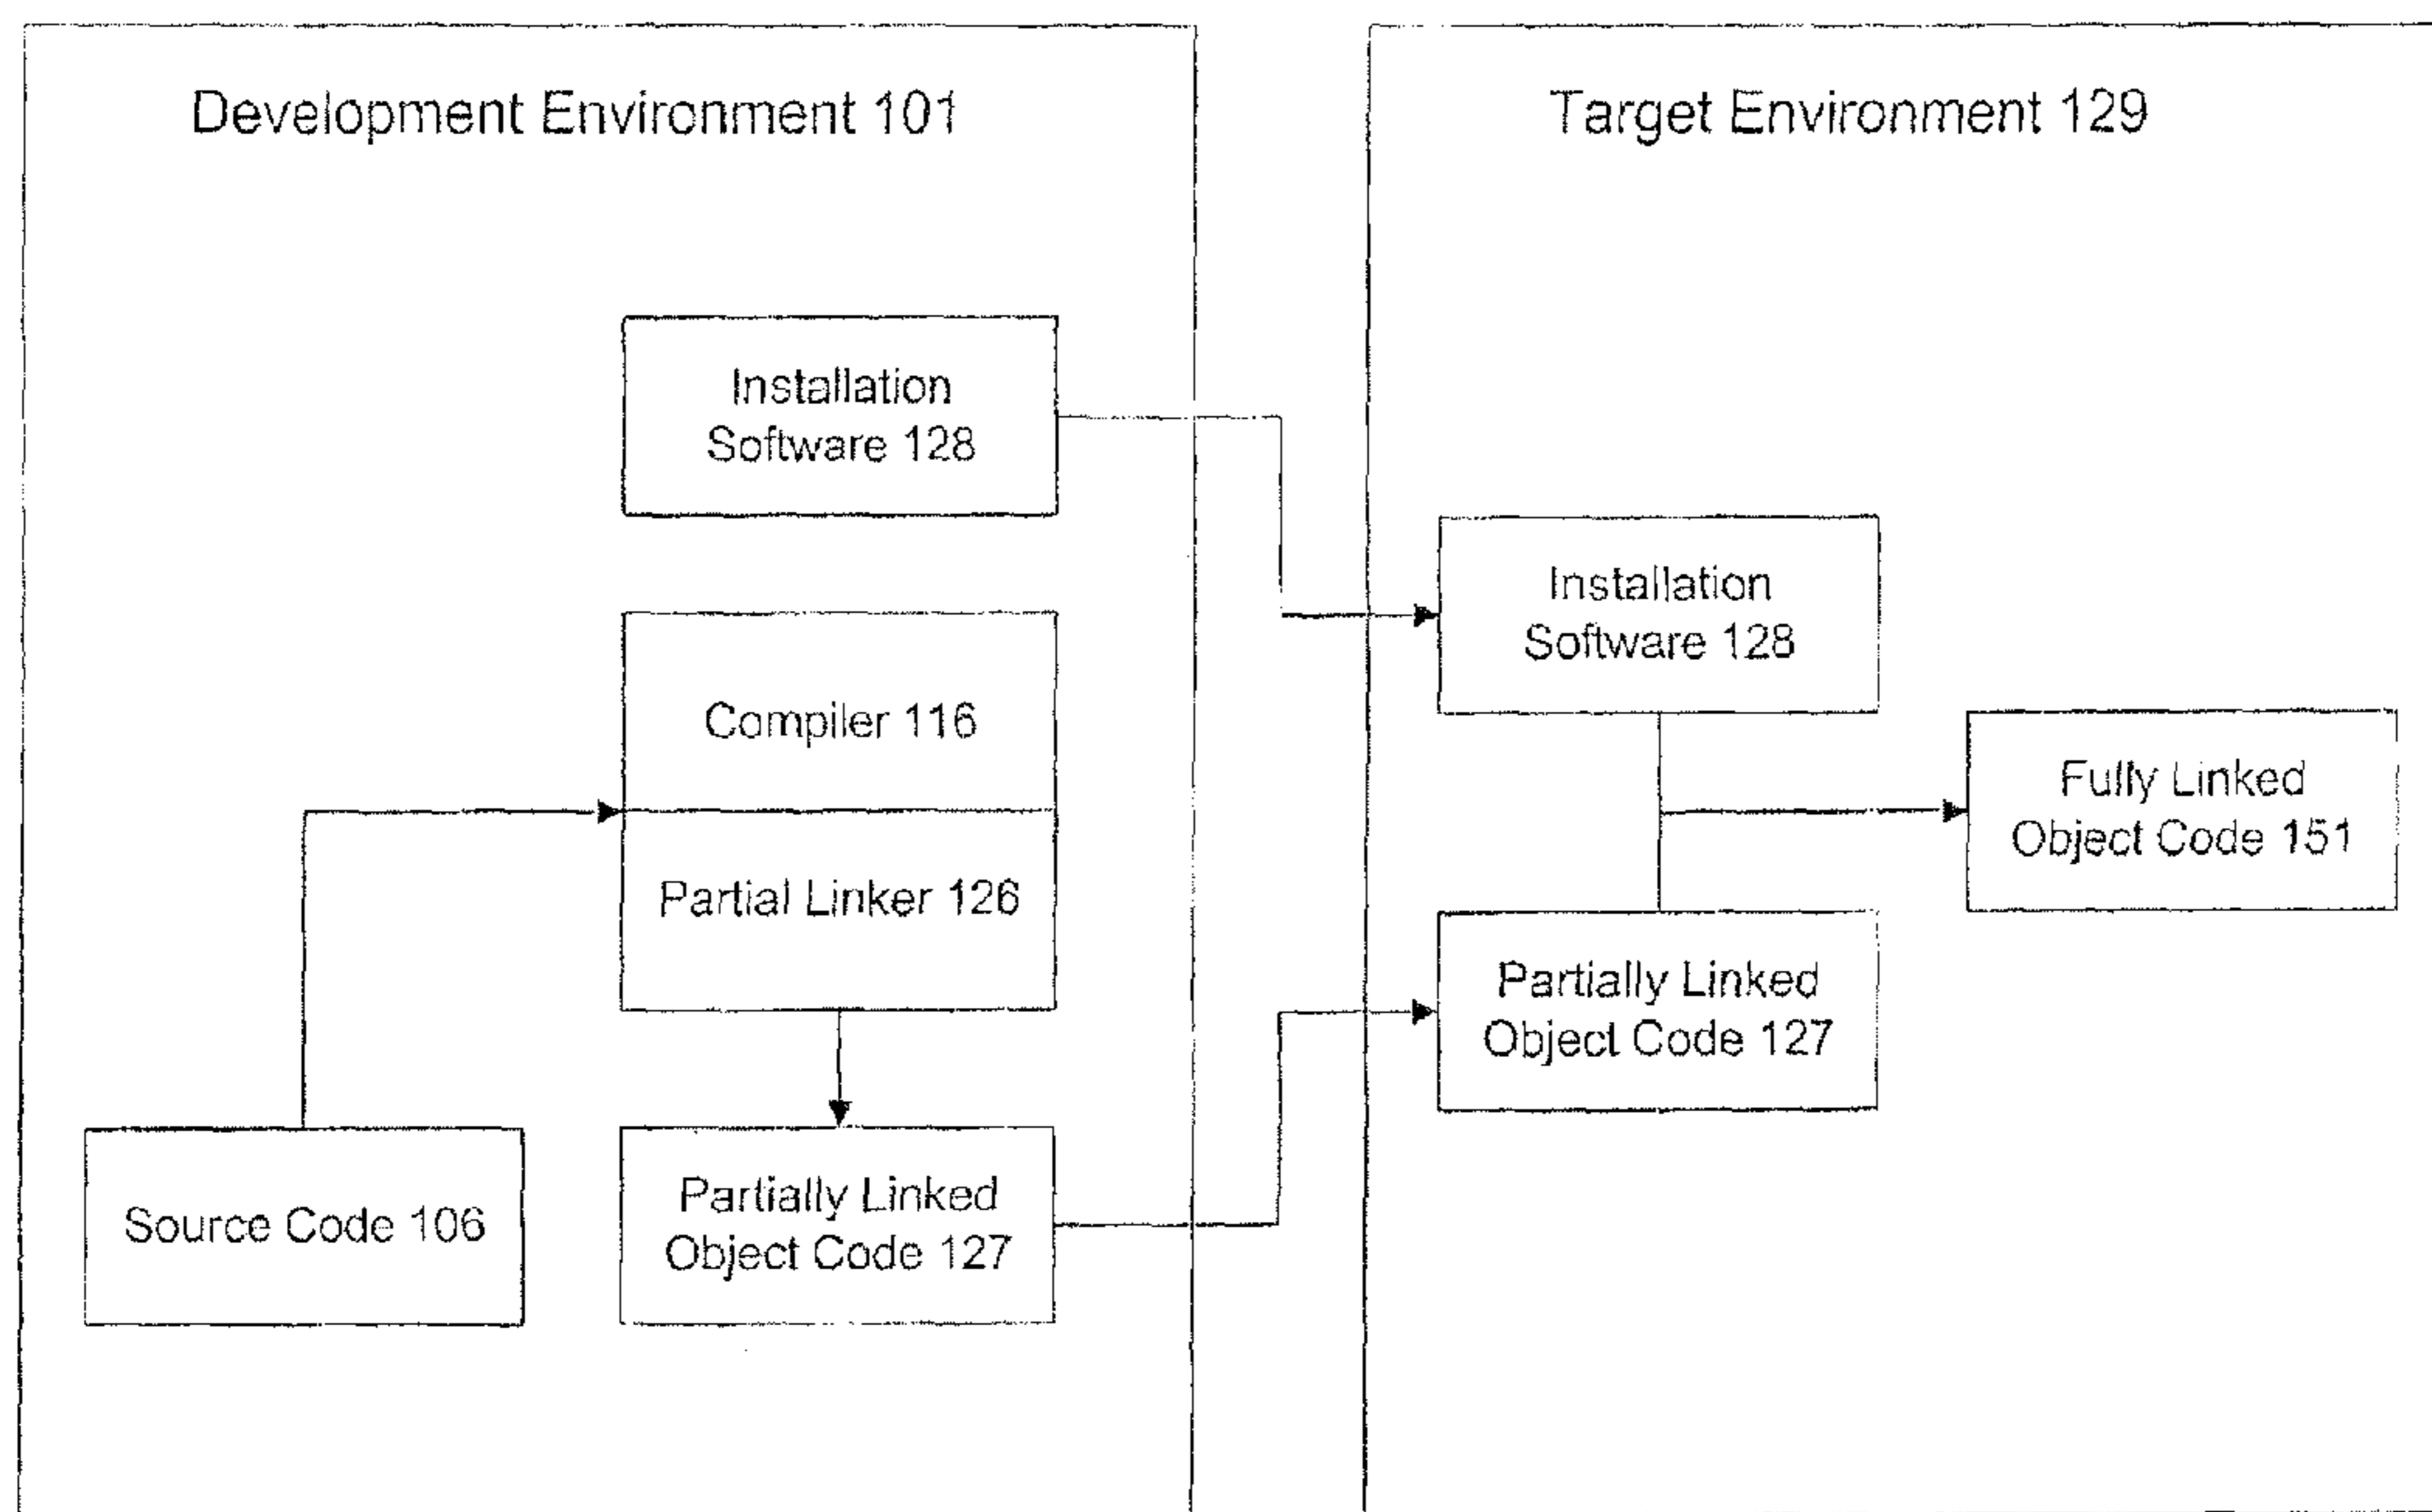 Development Environment 101
Installation
Software 128
Compiler 116
Partial Linker 126
Source Code 106
Partially Linked
Object Code 127
Target Environment 129
Installation
Software 128
Fully Linked
Object Code 151
Partially Linked
Object Code 127